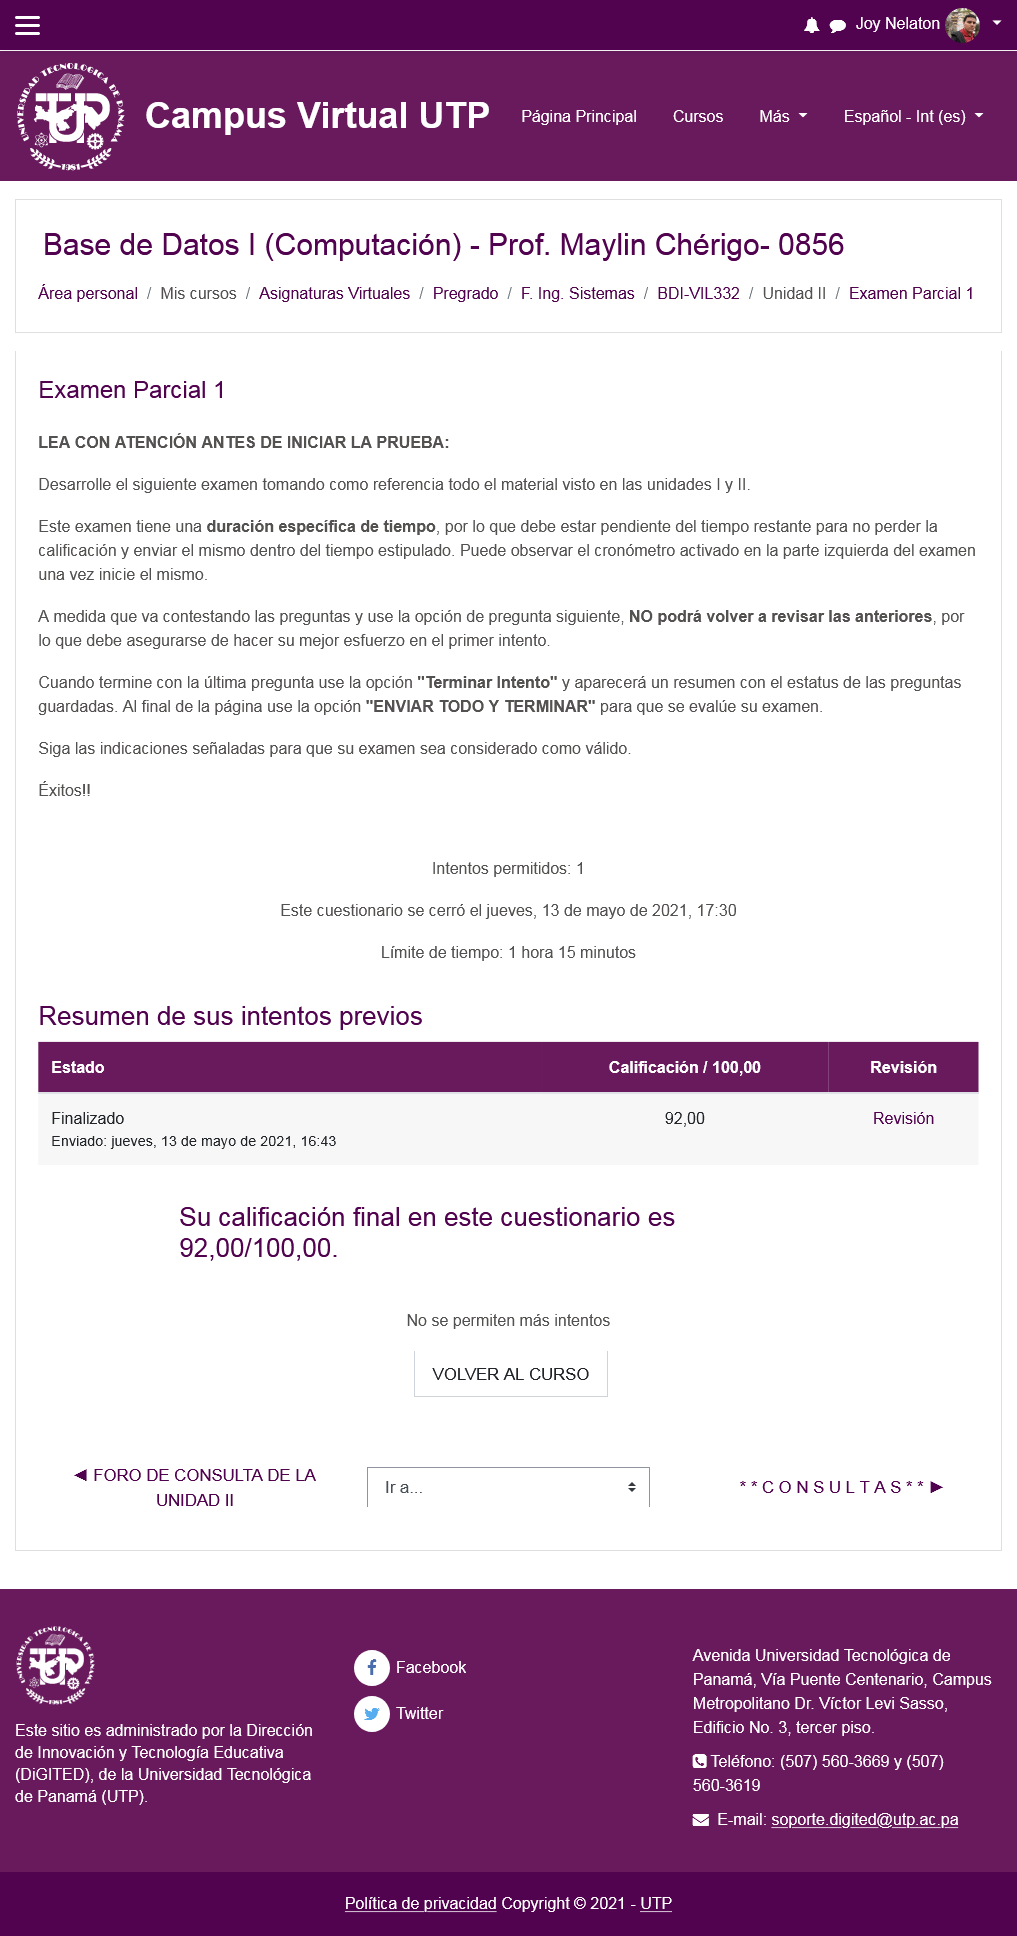 Joy Nelaton
UNIVERSIDAD TECNOLÓGICA DE PANAMÁ
UTP
1981
Campus Virtual UTP
Página Principal
Cursos
Más
Español - Int (es)
Base de Datos I (Computación) - Prof. Maylin Chérigo- 0856
Área personal / Mis cursos / Asignaturas Virtuales / Pregrado / F. Ing. Sistemas / BDI-VIL332 / Unidad II / Examen Parcial 1
Examen Parcial 1
LEA CON ATENCIÓN ANTES DE INICIAR LA PRUEBA:
Desarrolle el siguiente examen tomando como referencia todo el material visto en las unidades I y II.
Este examen tiene una duración específica de tiempo, por lo que debe estar pendiente del tiempo restante para no perder la
calificación y enviar el mismo dentro del tiempo estipulado. Puede observar el cronómetro activado en la parte izquierda del examen
una vez inicie el mismo.
A medida que va contestando las preguntas y use la opción de pregunta siguiente, NO podrá volver a revisar las anteriores, por
lo que debe asegurarse de hacer su mejor esfuerzo en el primer intento.
Cuando termine con la última pregunta use la opción "Terminar Intento" y aparecerá un resumen con el estatus de las preguntas
guardadas. Al final de la página use la opción "ENVIAR TODO Y TERMINAR" para que se evalúe su examen.
Siga las indicaciones señaladas para que su examen sea considerado como válido.
Éxitos!!
Intentos permitidos: 1
Este cuestionario se cerró el jueves, 13 de mayo de 2021, 17:30
Límite de tiempo: 1 hora 15 minutos
Resumen de sus intentos previos
Estado Calificación / 100,00 Revisión
Finalizado 92,00 Revisión
Enviado: jueves, 13 de mayo de 2021, 16:43
Su calificación final en este cuestionario es
92,00/100,00.
No se permiten más intentos
VOLVER AL CURSO
◄ FORO DE CONSULTA DE LA
UNIDAD II
Ir a...
* * C O N S U L T A S * * ►
UNIVERSIDAD TECNOLÓGICA DE PANAMÁ
UTP
1981
Este sitio es administrado por la Dirección
de Innovación y Tecnología Educativa
(DiGITED), de la Universidad Tecnológica
de Panamá (UTP).
Facebook
Twitter
Avenida Universidad Tecnológica de
Panamá, Vía Puente Centenario, Campus
Metropolitano Dr. Víctor Levi Sasso,
Edificio No. 3, tercer piso.
Teléfono: (507) 560-3669 y (507)
560-3619
E-mail: soporte.digited@utp.ac.pa
Política de privacidad Copyright © 2021 - UTP